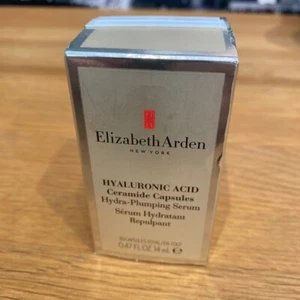 Elizabeth Arden
NEW YORK
HYALURONIC ACID
Ceramide Capsules
Hydra-Plumping Serum
Sérum Hydratant
Repulpant
0.47 FL OZ 14 mL ℮